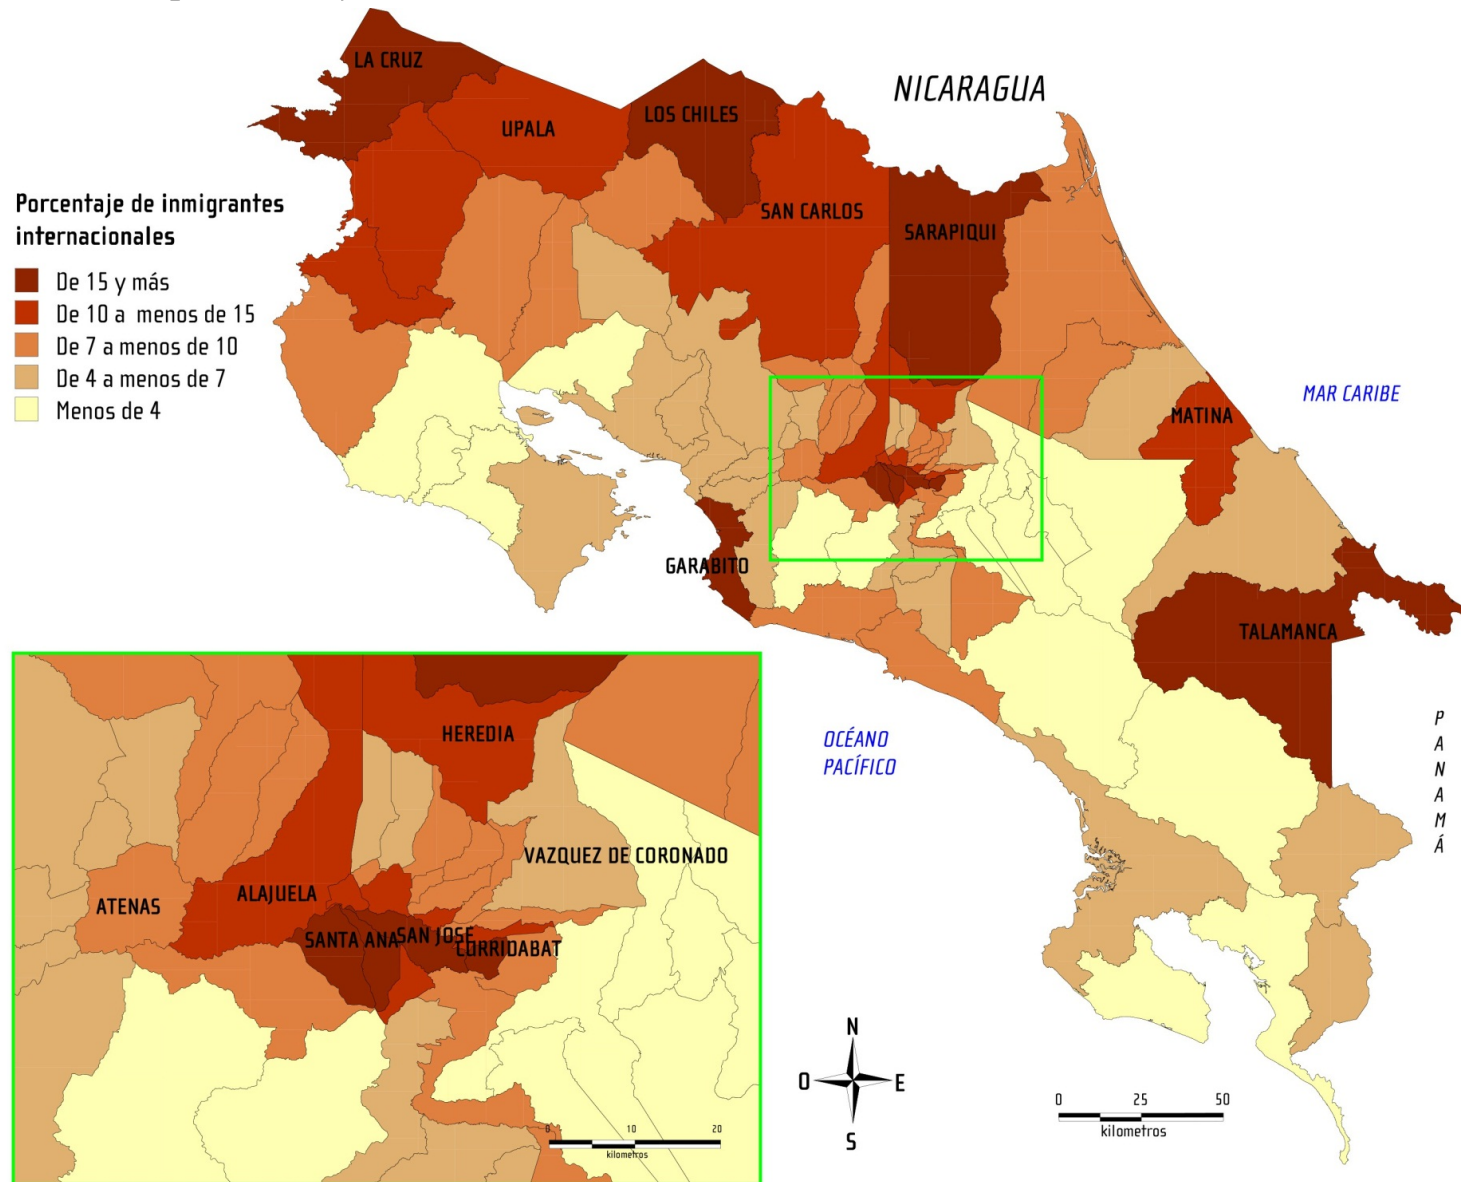 LA CRUZ
NICARAGUA
LOS CHILES
UPALA
Porcentaje de inmigrantes
internacionales
De 15 y más
De 10 a menos de 15
De 7 a menos de 10
De 4 a menos de 7
Menos de 4
SAN CARLOS
SARAPIQUI
MAR CARIBE
MATINA
GARABITO
TALAMANCA
OCÉANO
PACÍFICO
PANAMÁ
HEREDIA
VAZQUEZ DE CORONADO
ATENAS
ALAJUELA
SANTA ANA
SAN JOSE
CURRIDABAT
0 10 20
kilometros
N
O E
S
0 25 50
kilometros